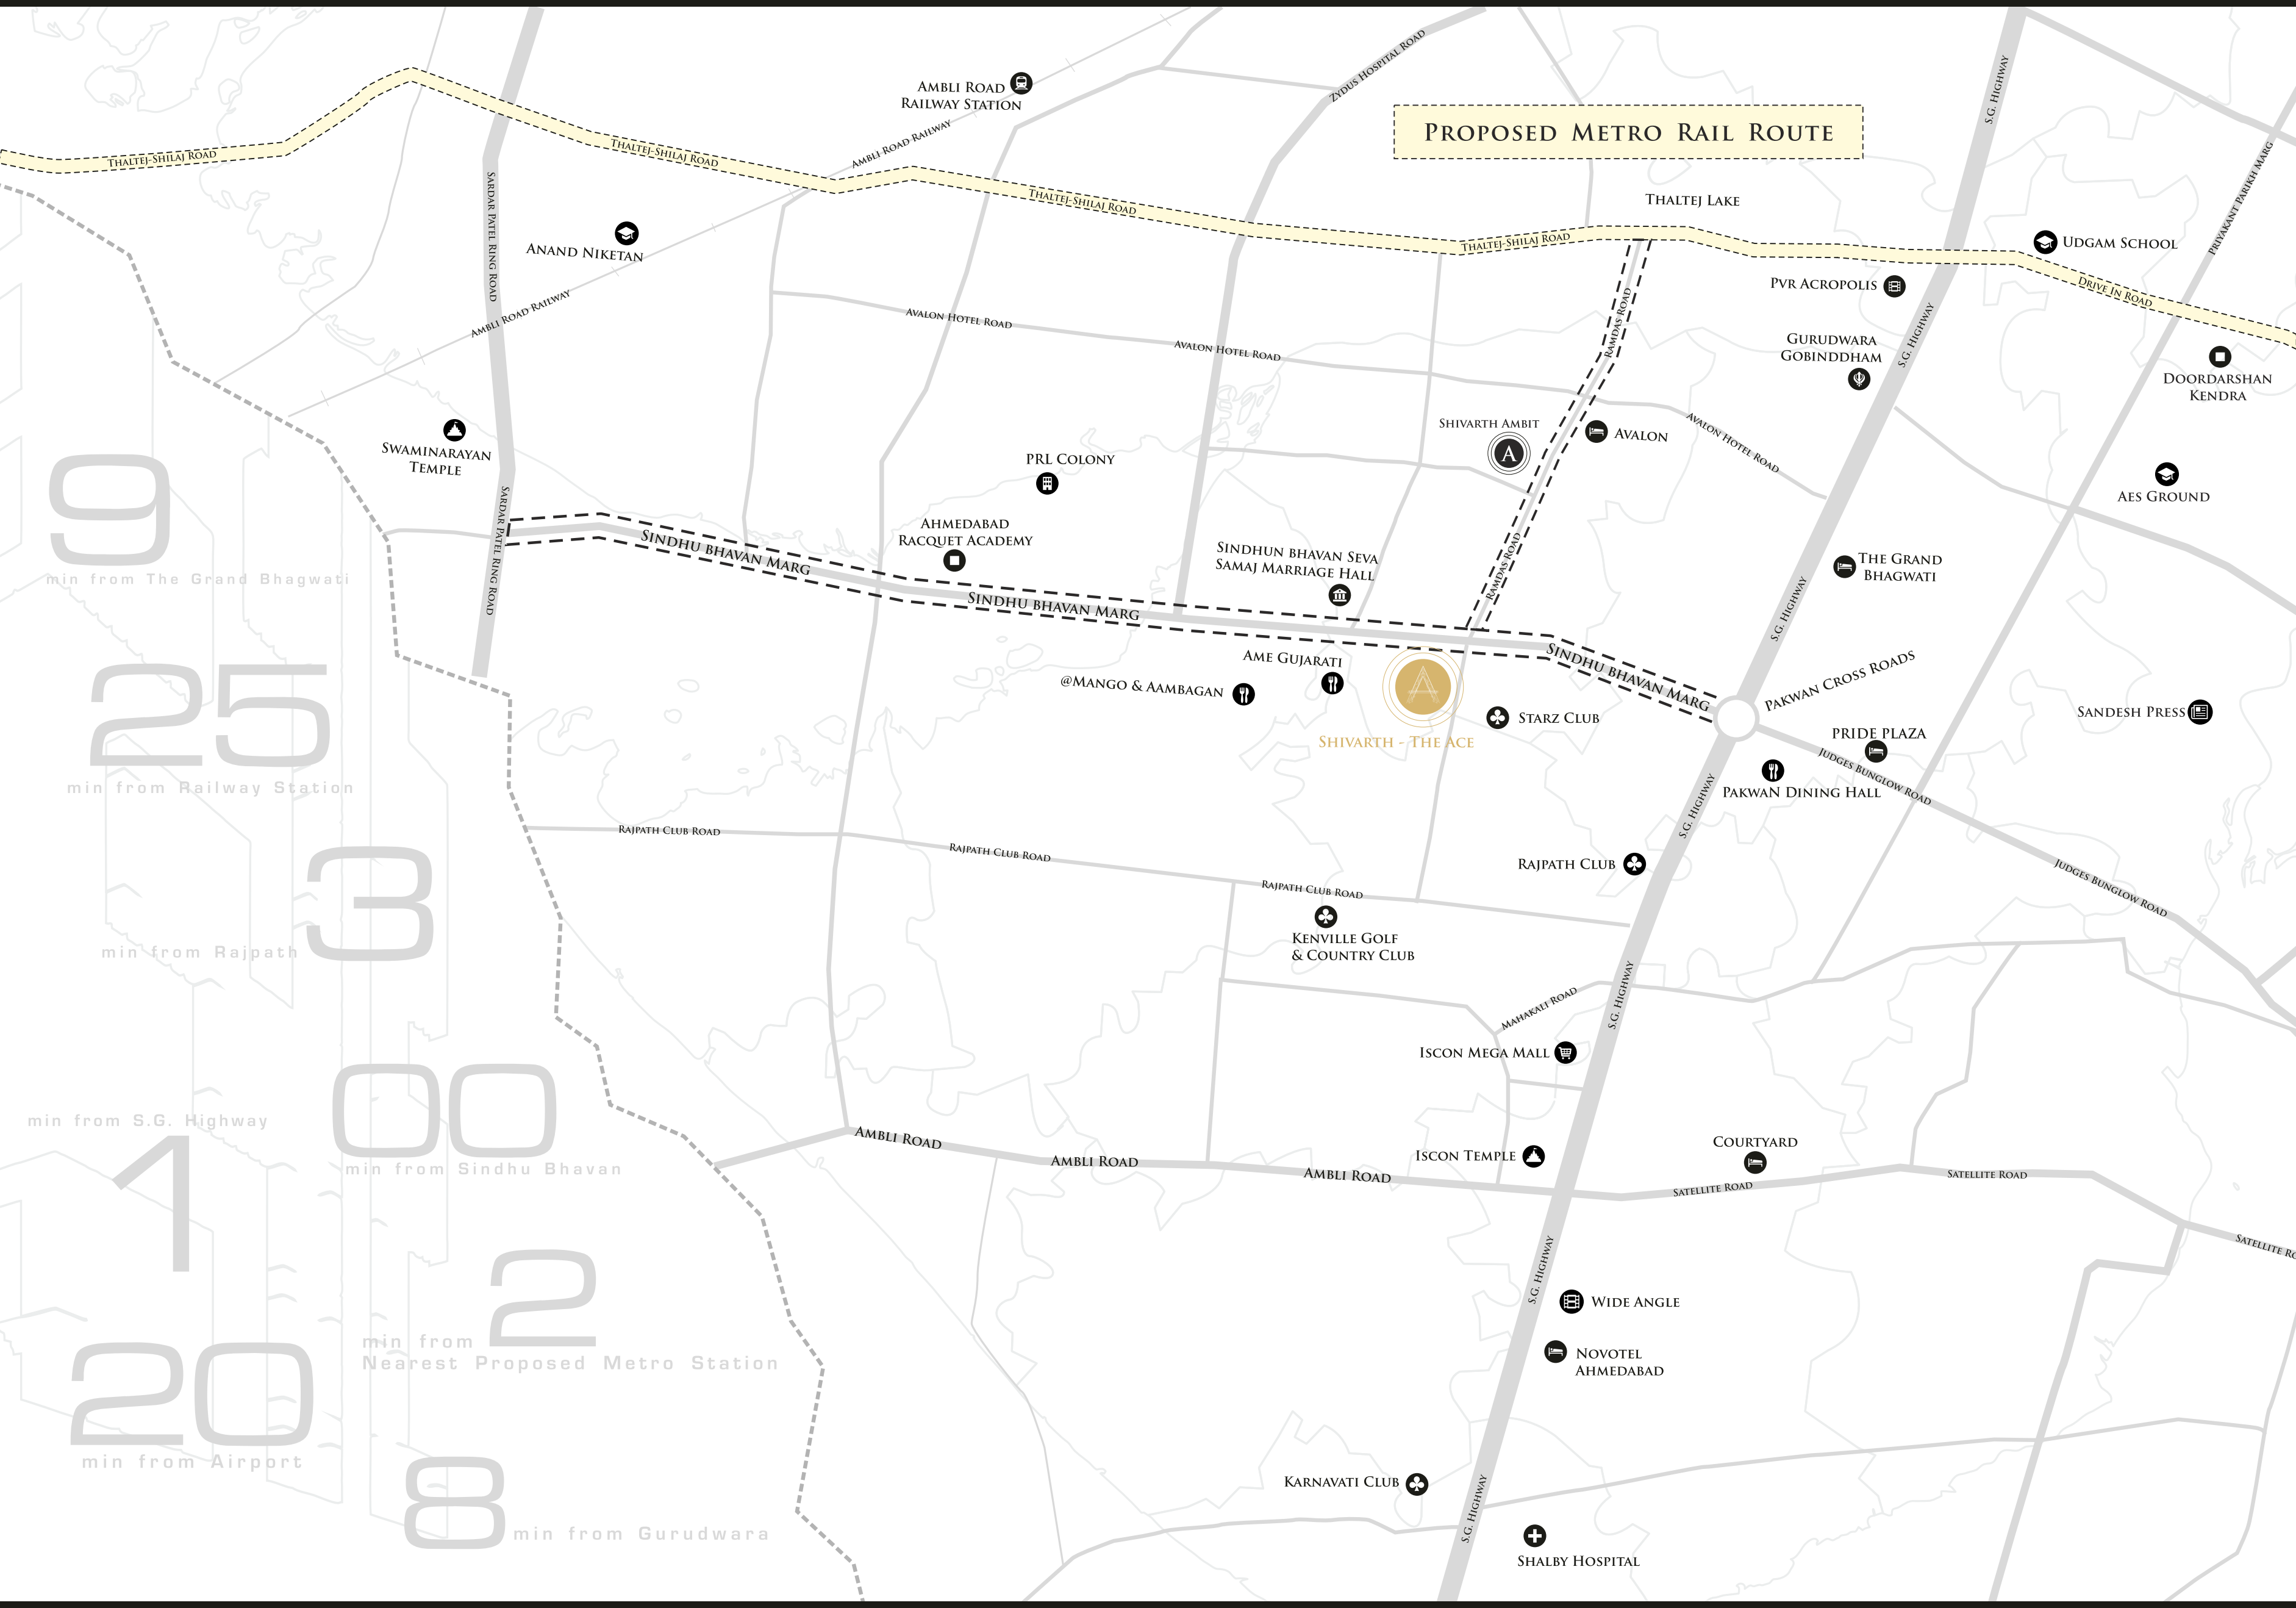 AMBLI ROAD
RAILWAY STATION
ZYDUS HOSPITAL ROAD
S.G. HIGHWAY
PROPOSED METRO RAIL ROUTE
AMBLI ROAD RAILWAY
THALTEJ-SHILAJ ROAD
THALTEJ-SHILAJ ROAD
THALTEJ-SHILAJ ROAD
THALTEJ-SHILAJ ROAD
PRIYAKANT PARIKH MARG
THALTEJ LAKE
SARDAR PATEL RING ROAD
ANAND NIKETAN
UDGAM SCHOOL
PVR ACROPOLIS
DRIVE IN ROAD
AMBLI ROAD RAILWAY
AVALON HOTEL ROAD
AVALON HOTEL ROAD
RAMDAS ROAD
GURUDWARA
GOBINDDHAM
S.G. HIGHWAY
DOORDARSHAN
KENDRA
SWAMINARAYAN
TEMPLE
PRL COLONY
SHIVARTH AMBIT
A
AVALON
AVALON HOTEL ROAD
AES GROUND
9
min from The Grand Bhagwati
SARDAR PATEL RING ROAD
SINDHU BHAVAN MARG
AHMEDABAD
RACQUET ACADEMY
SINDHUN BHAVAN SEVA
SAMAJ MARRIAGE HALL
RAMDAS ROAD
THE GRAND
BHAGWATI
S.G. HIGHWAY
SINDHU BHAVAN MARG
SINDHU BHAVAN MARG
AME GUJARATI
@MANGO & AAMBAGAN
SHIVARTH - THE ACE
STARZ CLUB
PAKWAN CROSS ROADS
SANDESH PRESS
PRIDE PLAZA
JUDGES BUNGLOW ROAD
PAKWAN DINING HALL
25
min from Railway Station
S.G. HIGHWAY
RAJPATH CLUB ROAD
RAJPATH CLUB ROAD
RAJPATH CLUB ROAD
RAJPATH CLUB
JUDGES BUNGLOW ROAD
KENVILLE GOLF
& COUNTRY CLUB
3
min from Rajpath
MAHAKALI ROAD
S.G. HIGHWAY
ISCON MEGA MALL
00
min from Sindhu Bhavan
min from S.G. Highway
1
AMBLI ROAD
AMBLI ROAD
AMBLI ROAD
ISCON TEMPLE
COURTYARD
SATELLITE ROAD
SATELLITE ROAD
SATELLITE RO
S.G. HIGHWAY
2
min from
Nearest Proposed Metro Station
WIDE ANGLE
NOVOTEL
AHMEDABAD
20
min from Airport
8
min from Gurudwara
KARNAVATI CLUB
S.G. HIGHWAY
SHALBY HOSPITAL